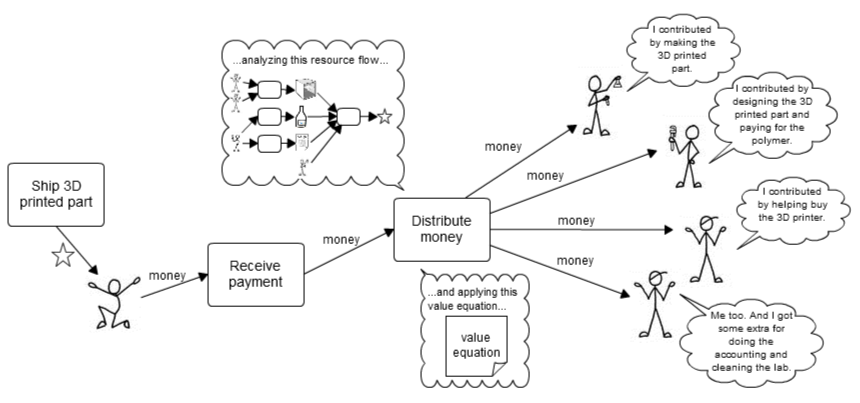 ...analyzing this resource flow...
I contributed
by making the
3D printed
part.
I contributed by
designing the 3D
printed part and
paying for the
polymer.
I contributed
by helping buy
the 3D printer.
Me too. And I got
some extra for
doing the
accounting and
cleaning the lab.
Ship 3D
printed part
money
Receive
payment
money
Distribute
money
money
money
money
money
...and applying this
value equation...
value
equation